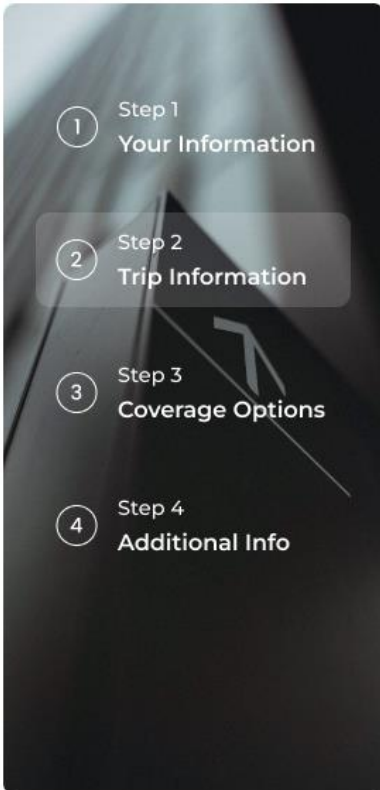 1
Step 1
Your Information
2
Step 2
Trip Information
3
Step 3
Coverage Options
4
Step 4
Additional Info